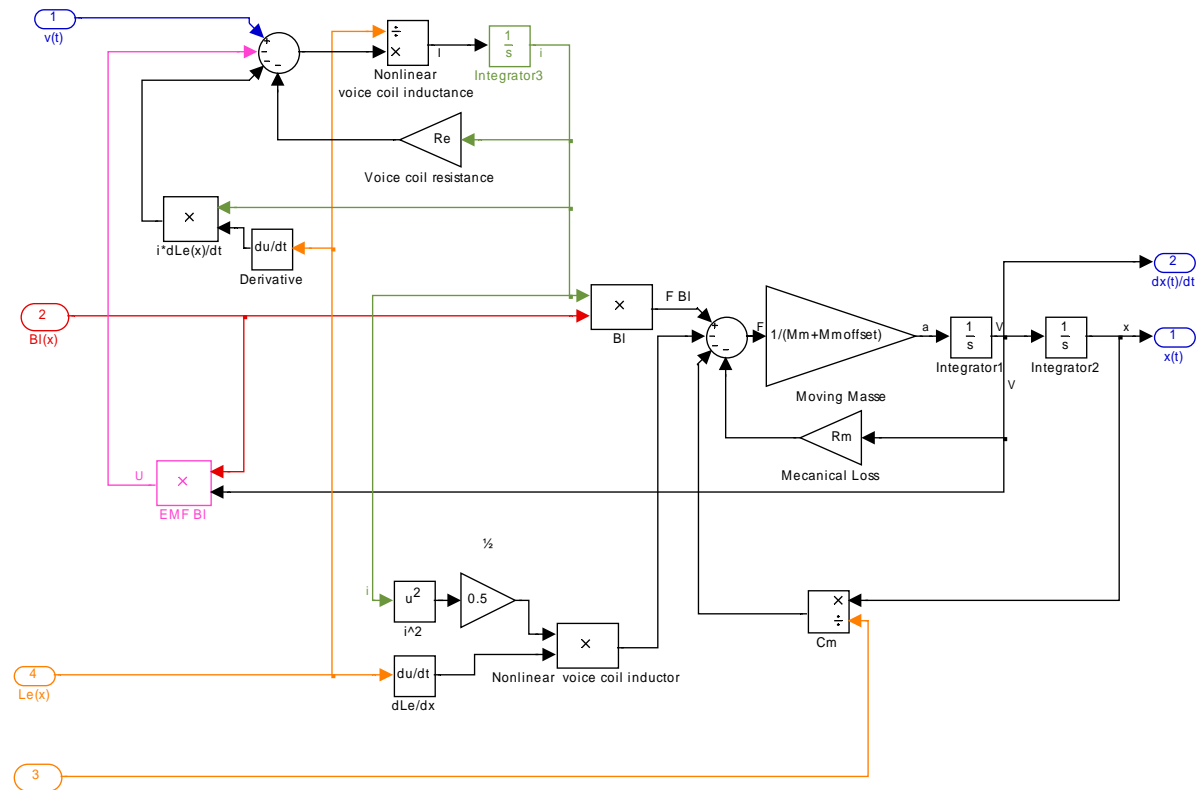 1
v(t)
+
-
-
-
÷
×
I
Nonlinear
voice coil inductance
1
s
i
Integrator3
Re
Voice coil resistance
×
i*dLe(x)/dt
du/dt
Derivative
2
Bl(x)
×
Bl
F Bl
+
-
-
-
F
1/(Mm+Mmoffset)
Moving Masse
a
1
s
V
Integrator1
V
1
s
Integrator2
x
2
dx(t)/dt
1
x(t)
Rm
Mecanical Loss
U
×
EMF Bl
½
i
u2
i^2
0.5
×
Nonlinear voice coil inductor
×
÷
Cm
4
Le(x)
du/dt
dLe/dx
3